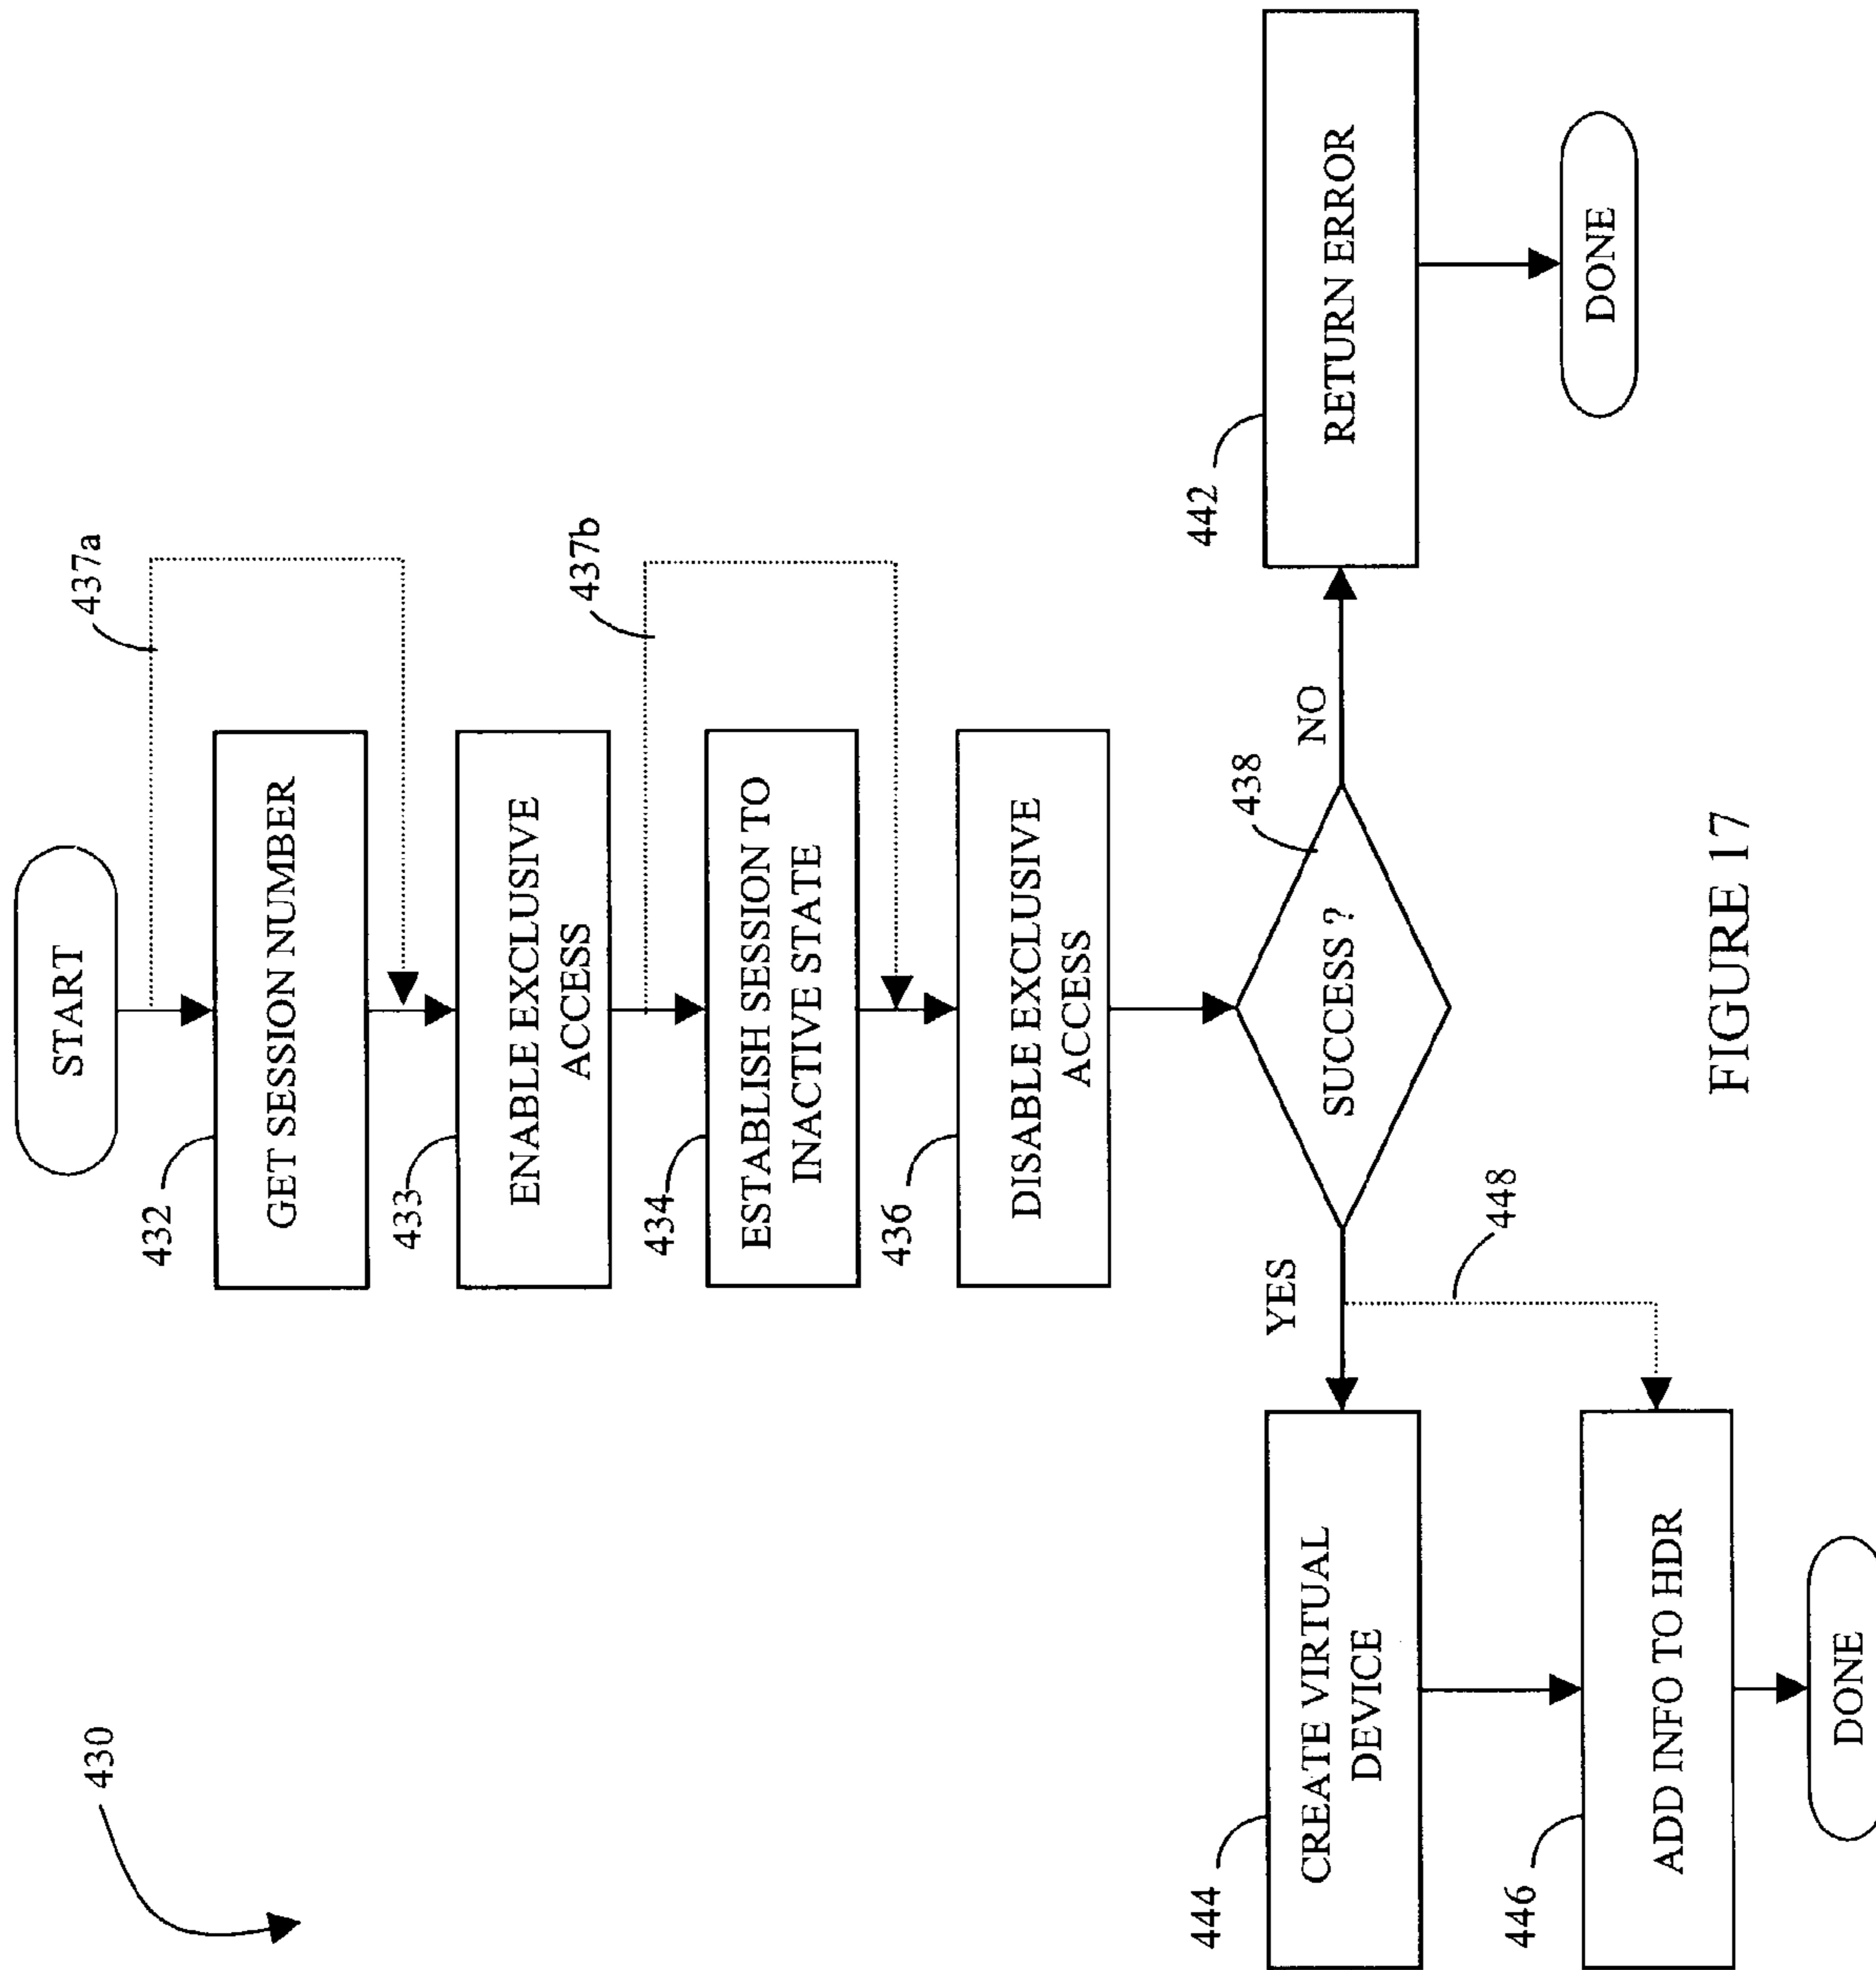 430
START
437a
432
GET SESSION NUMBER
433
ENABLE EXCLUSIVE
ACCESS
437b
434
ESTABLISH SESSION TO
INACTIVE STATE
436
DISABLE EXCLUSIVE
ACCESS
438
SUCCESS ?
YES
NO
444
CREATE VIRTUAL
DEVICE
448
442
RETURN ERROR
446
ADD INFO TO HDR
DONE
DONE
FIGURE 17